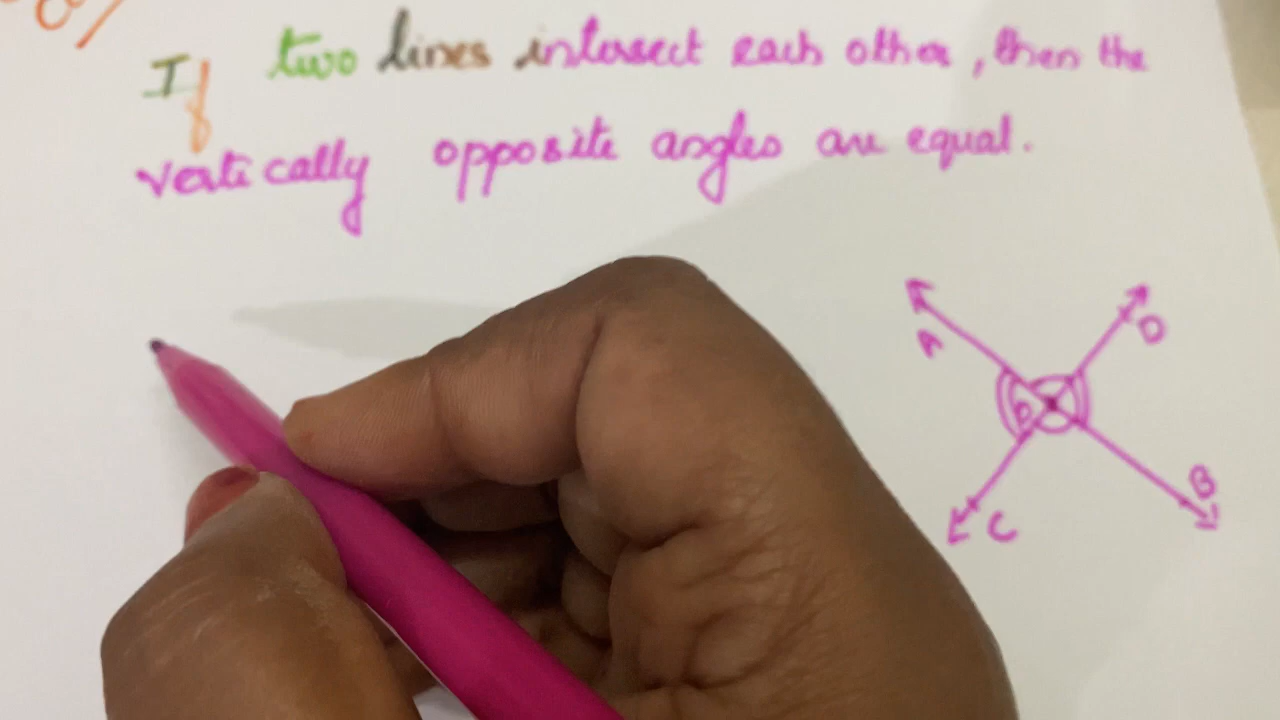 If two lines intersect each other, then the
vertically opposite angles are equal.
A
D
B
C